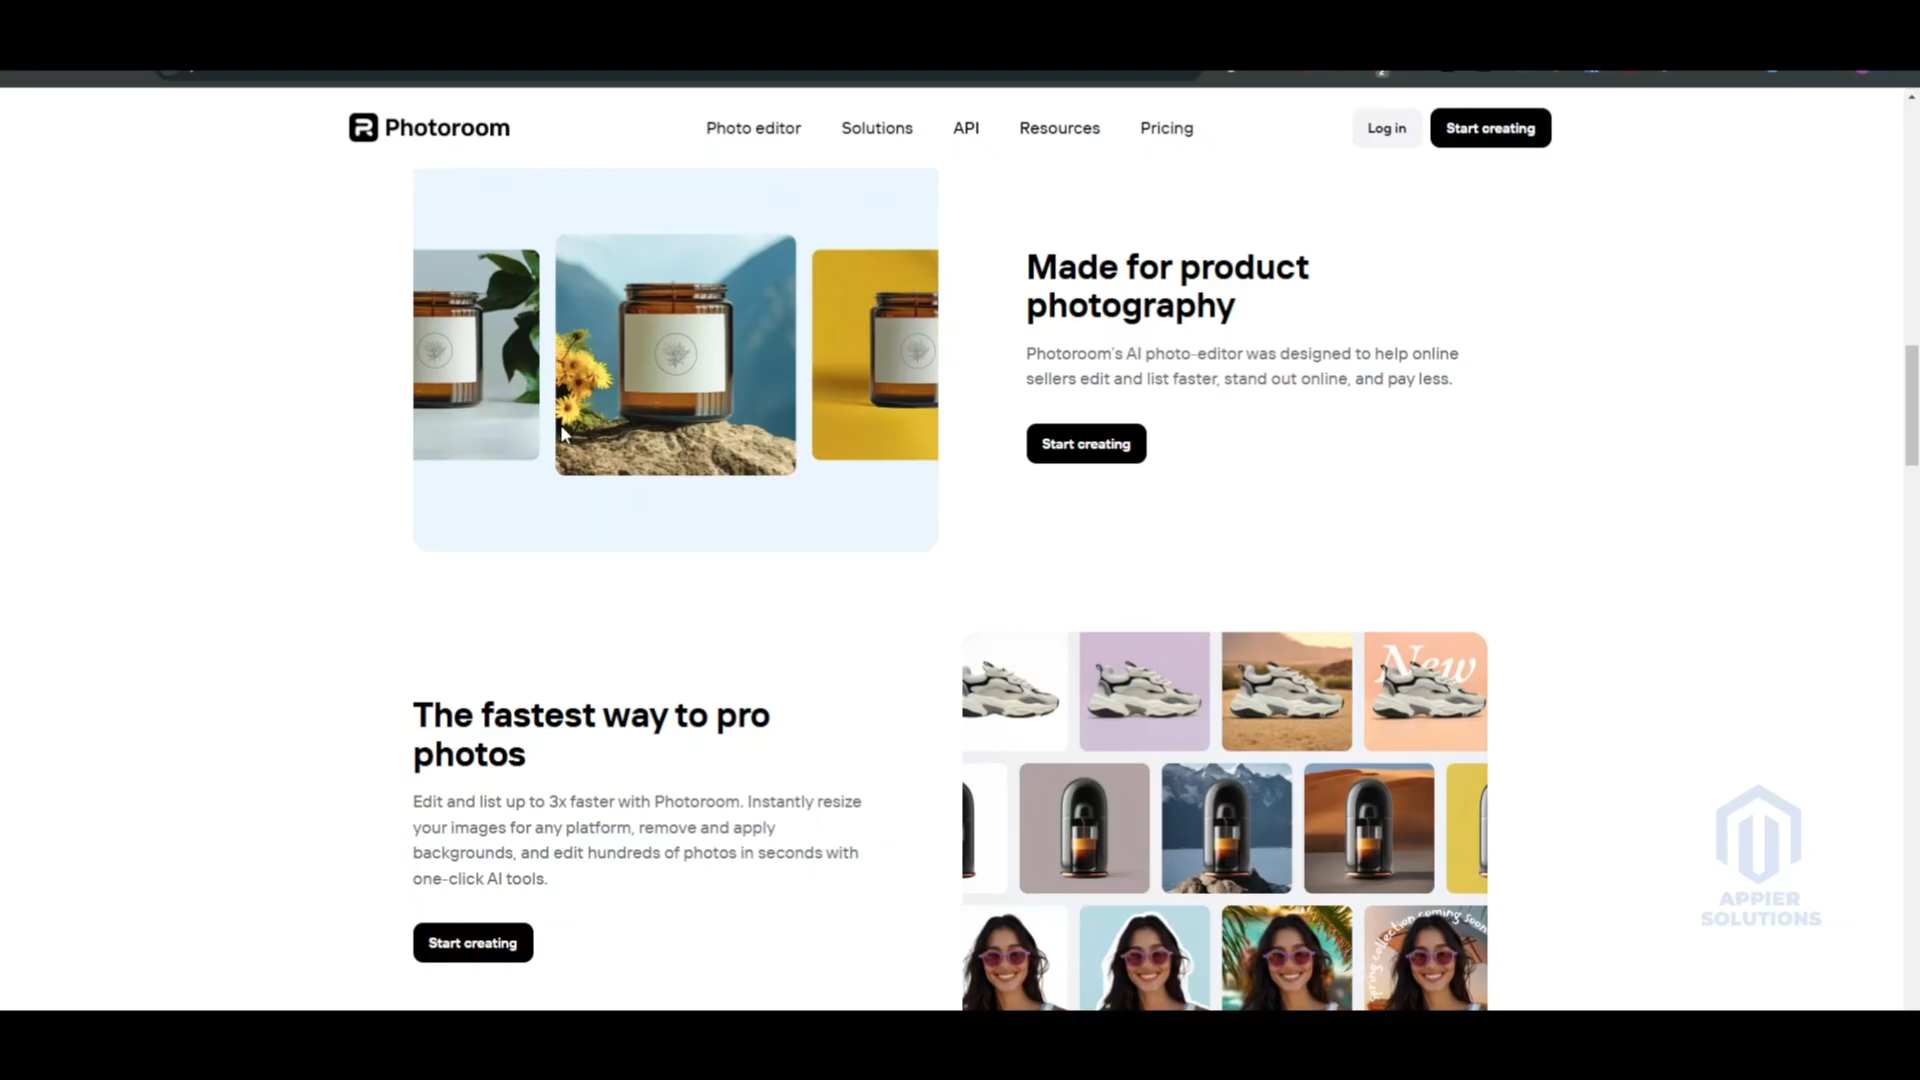 Photoroom
Photo editor
Solutions
API
Resources
Pricing
Log in
Start creating
Made for product
photography
Photoroom's AI photo-editor was designed to help online
sellers edit and list faster, stand out online, and pay less.
Start creating
The fastest way to pro
photos
Edit and list up to 3x faster with Photoroom. Instantly resize
your images for any platform, remove and apply
backgrounds, and edit hundreds of photos in seconds with
one-click AI tools.
Start creating
New
Spring collection coming soon
APPIER
SOLUTIONS